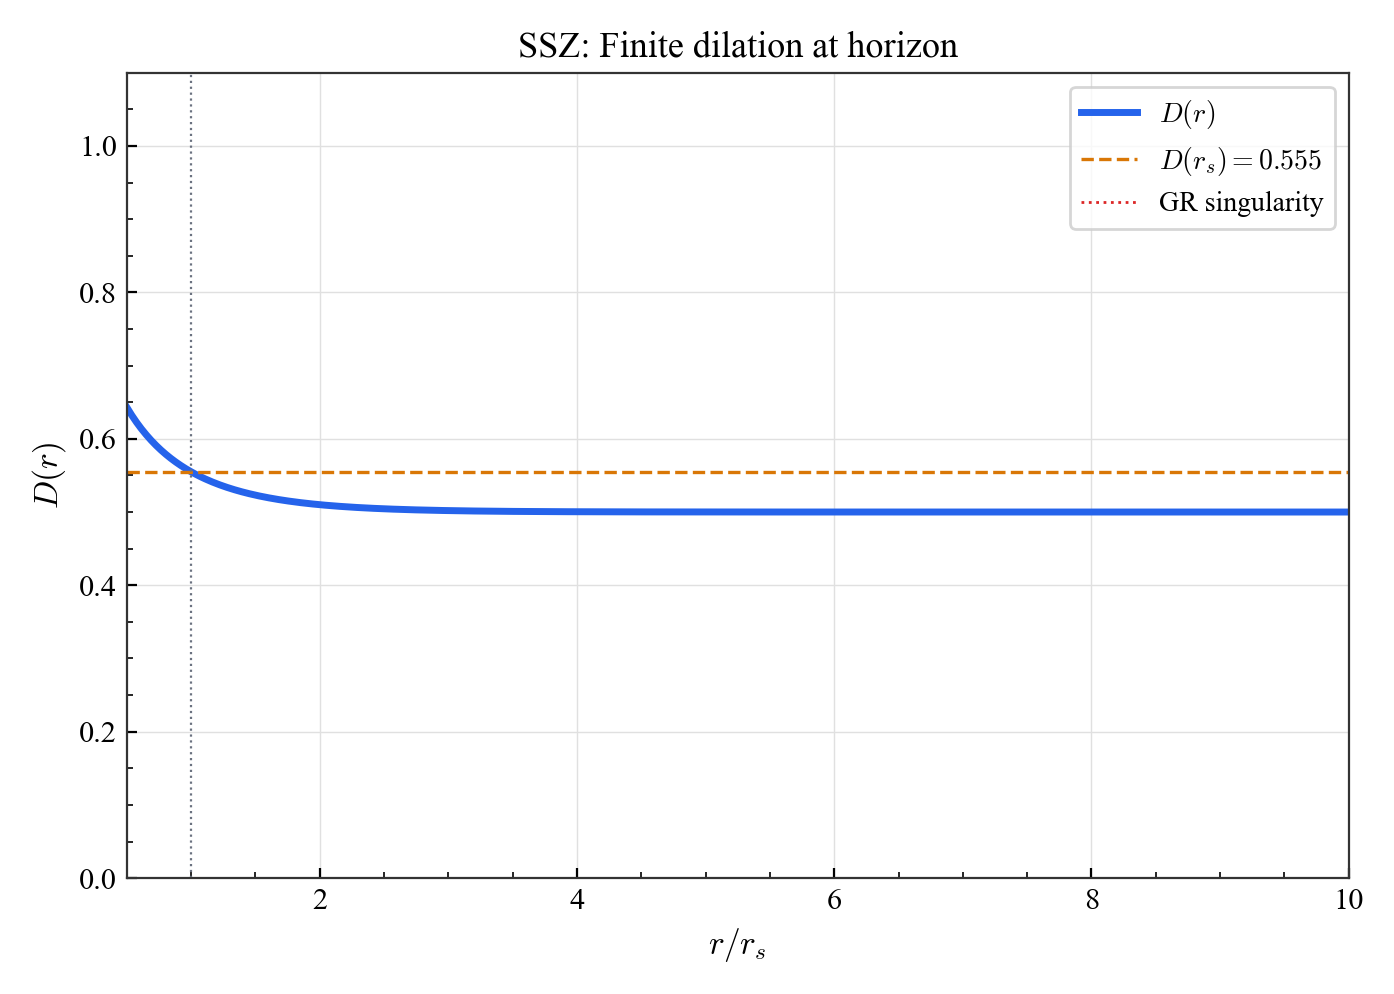 SSZ: Finite dilation at horizon
D(r)
D(r_s) = 0.555
GR singularity
1.0
0.8
0.6
0.4
0.2
0.0
D(r)
2
4
6
8
10
r/r_s